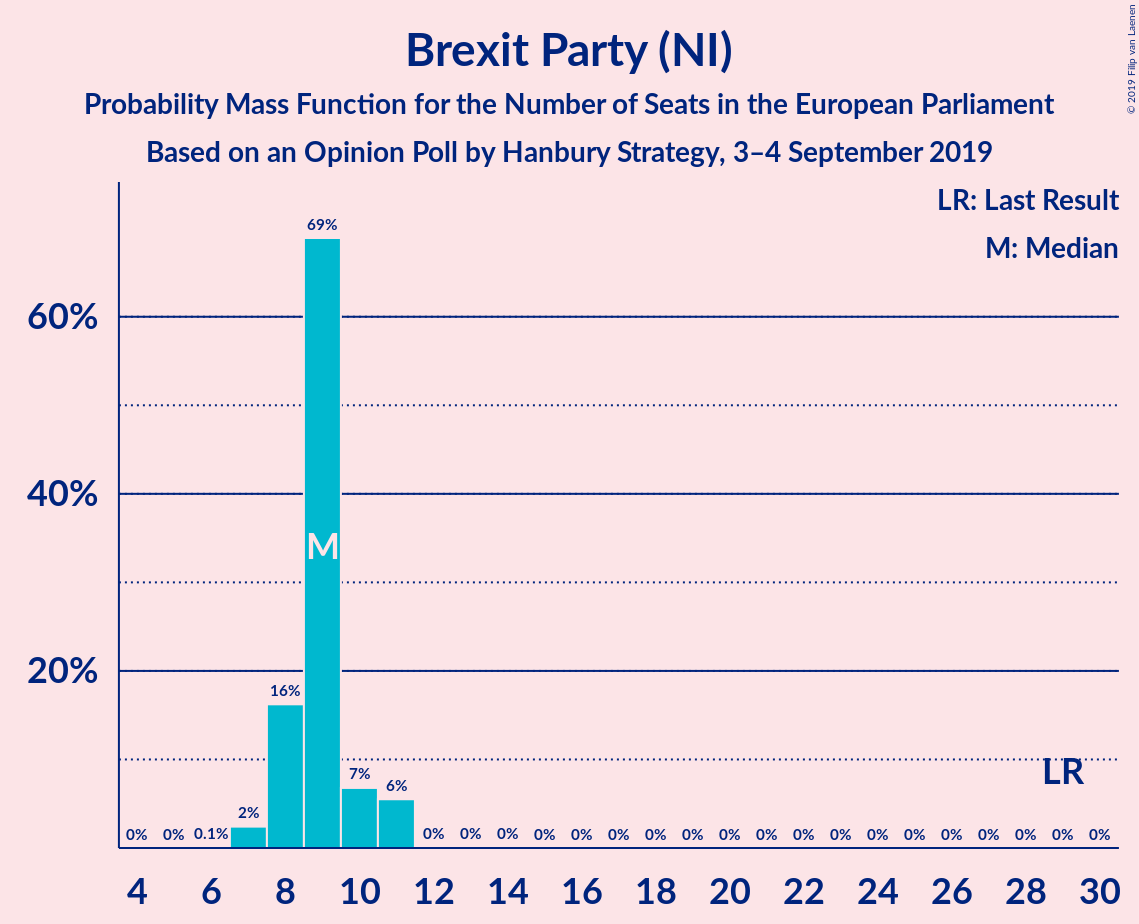 Brexit Party (NI)
Probability Mass Function for the Number of Seats in the European Parliament
Based on an Opinion Poll by Hanbury Strategy, 3–4 September 2019
© 2019 Filip van Laenen
LR: Last Result
M: Median
69%
60%
40%
M
20%
16%
7%
6%
LR
2%
0% 0% 0.1% 0% 0% 0% 0% 0% 0% 0% 0% 0% 0% 0% 0% 0% 0% 0% 0% 0% 0% 0%
4 6 8 10 12 14 16 18 20 22 24 26 28 30